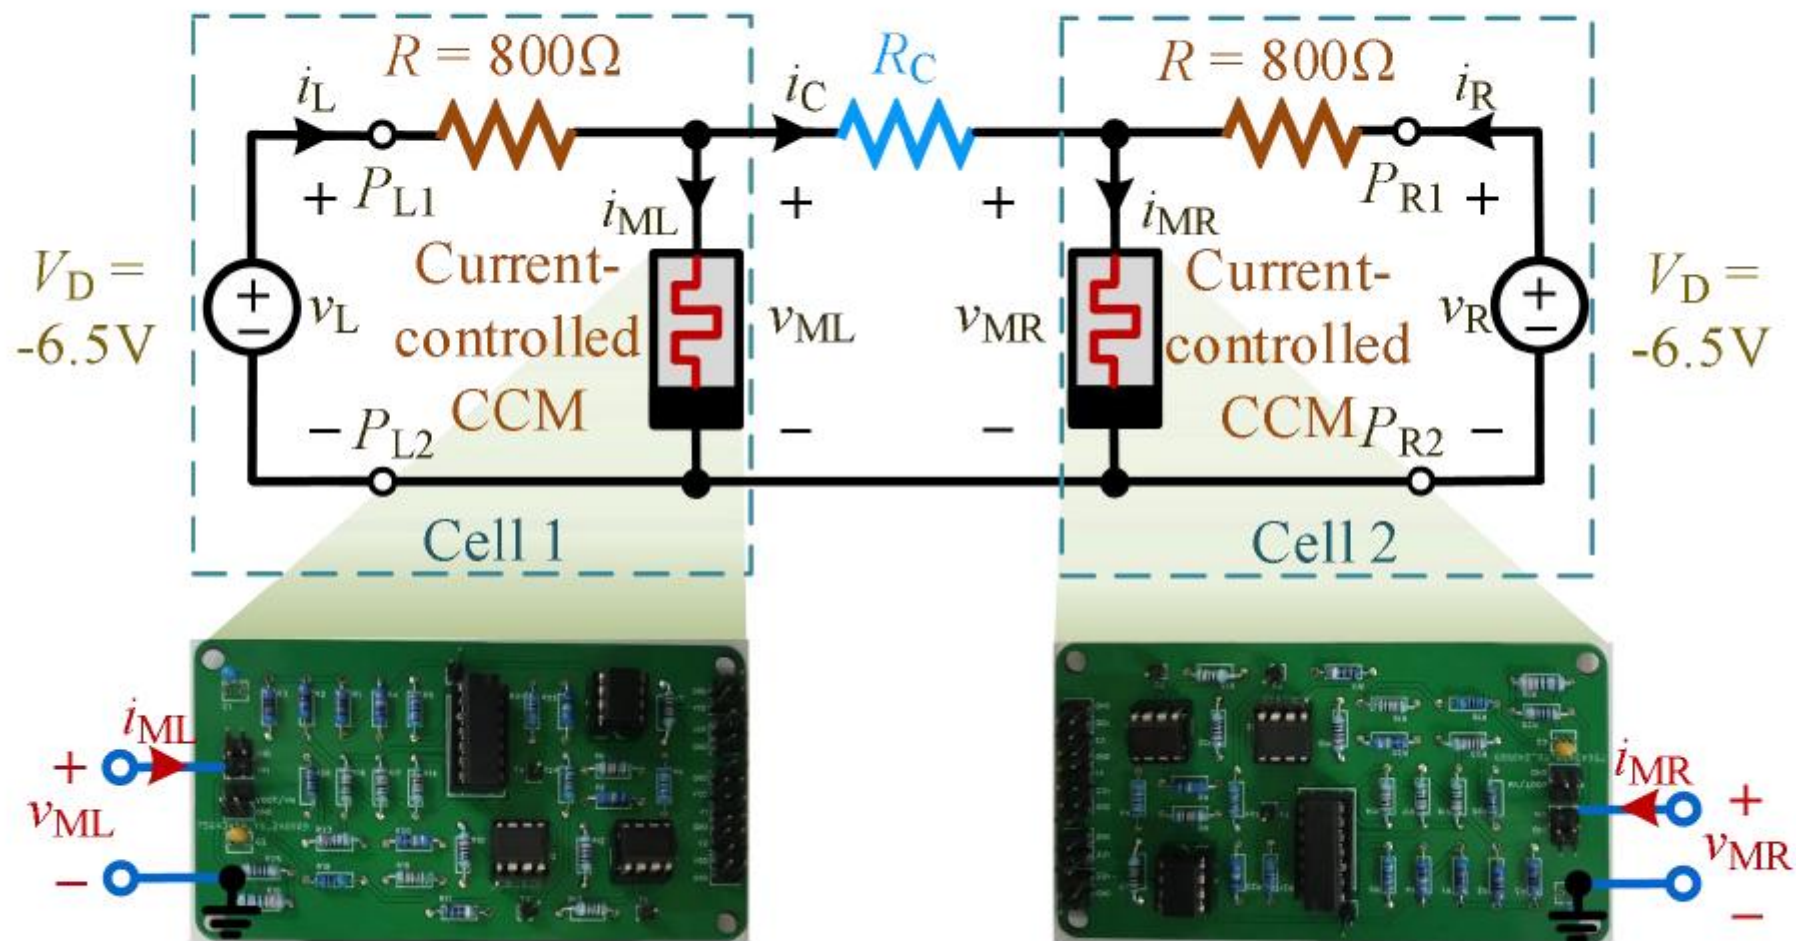 R = 800Ω
R_C
R = 800Ω
i_L
i_C
i_R
+ P_L1
i_ML
+
+
i_MR
P_R1 +
V_D =
-6.5V
+
−
v_L
Current-
controlled
CCM
v_ML
v_MR
Current-
controlled
CCM
v_R
+
−
V_D =
-6.5V
− P_L2
−
−
P_R2 −
Cell 1
Cell 2
i_ML
+
v_ML
−
i_MR
+
v_MR
−